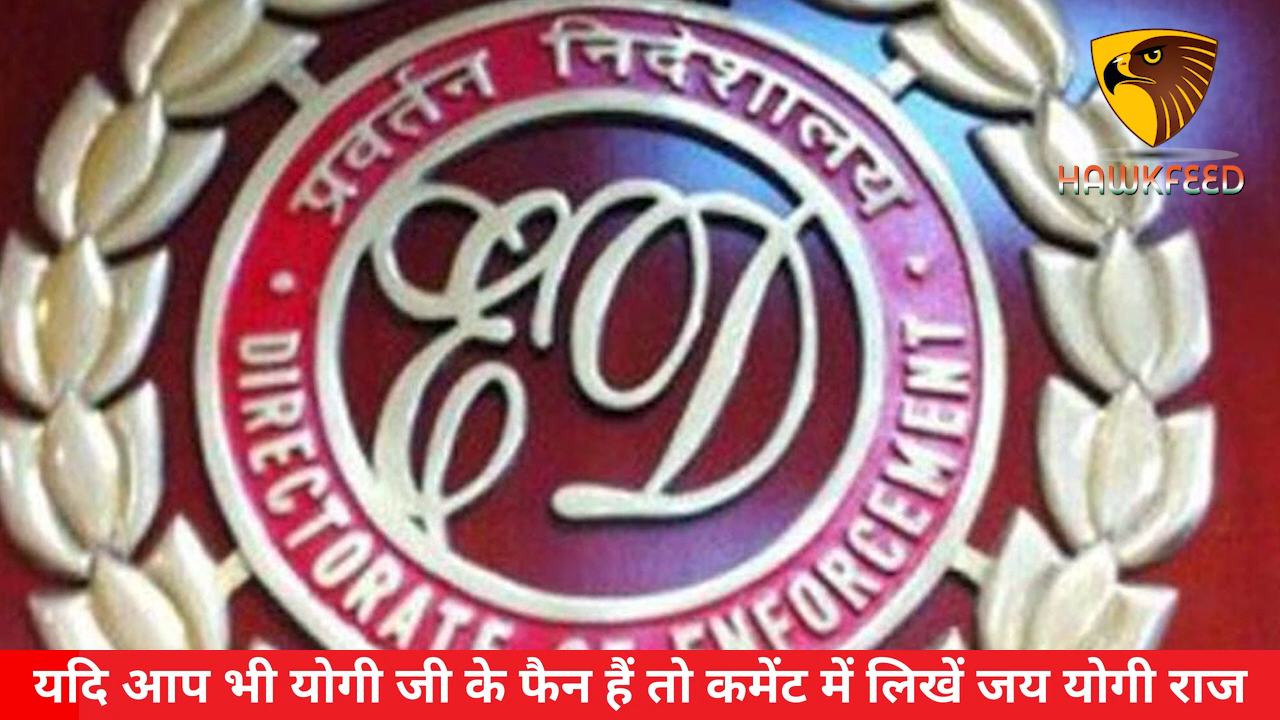 प्रवर्तन निदेशालय
HAWKFEED
ED
• DIRECTORATE OF ENFORCEMENT •
यदि आप भी योगी जी के फैन हैं तो कमेंट में लिखें जय योगी राज